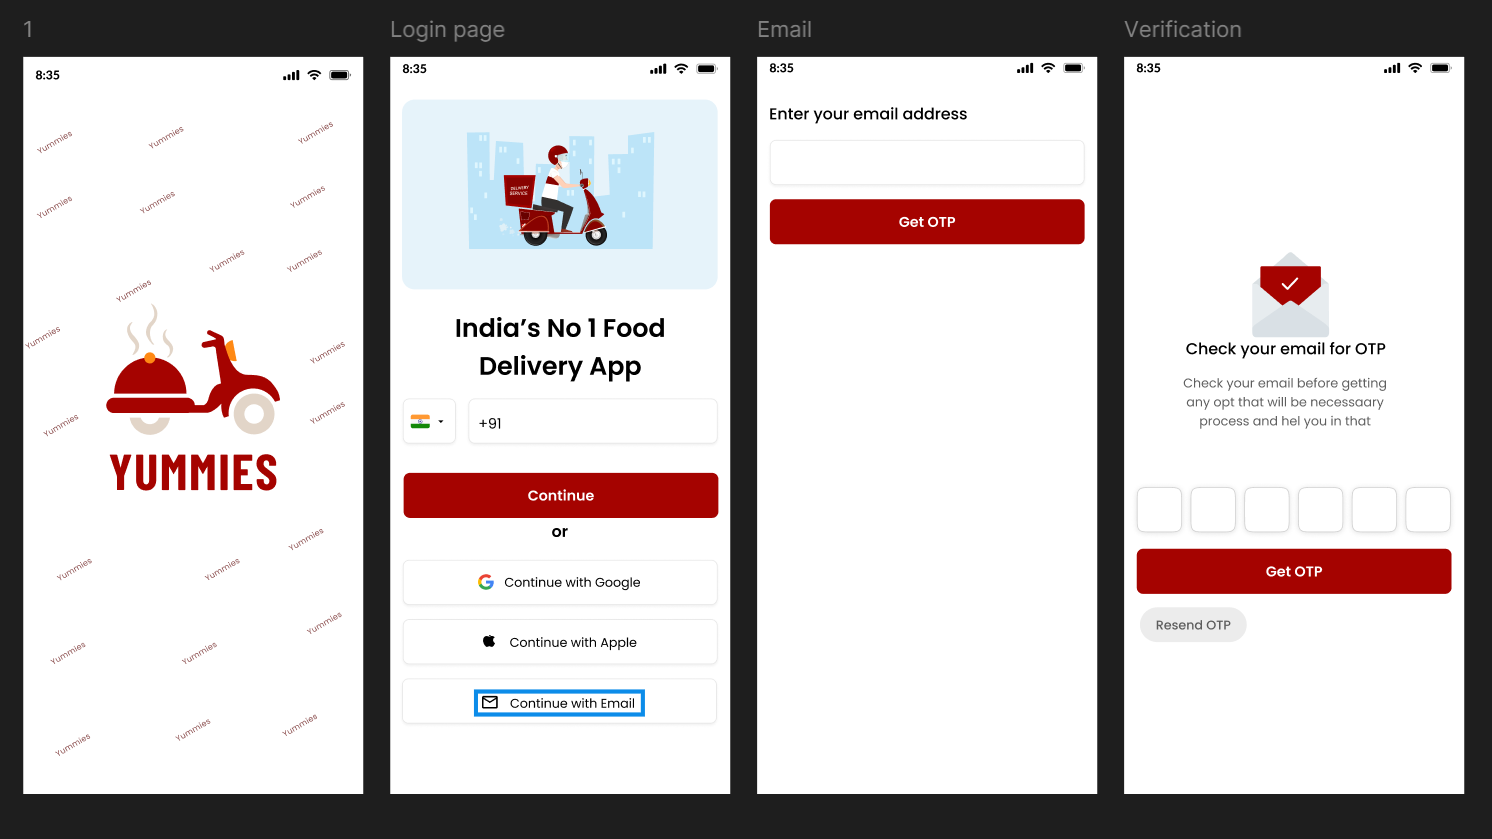 1
Login page
Email
Verification
8:35
Yummies
Yummies
Yummies
Yummies
Yummies
Yummies
Yummies
Yummies
Yummies
Yummies
Yummies
Yummies
Yummies
YUMMIES
Yummies
Yummies
Yummies
Yummies
Yummies
Yummies
Yummies
Yummies
Yummies
8:35
DELIVERY
SERVICE
India's No 1 Food
Delivery App
+91
Continue
or
Continue with Google
Continue with Apple
Continue with Email
8:35
Enter your email address
Get OTP
8:35
Check your email for OTP
Check your email before getting
any opt that will be necessaary
process and hel you in that
Get OTP
Resend OTP